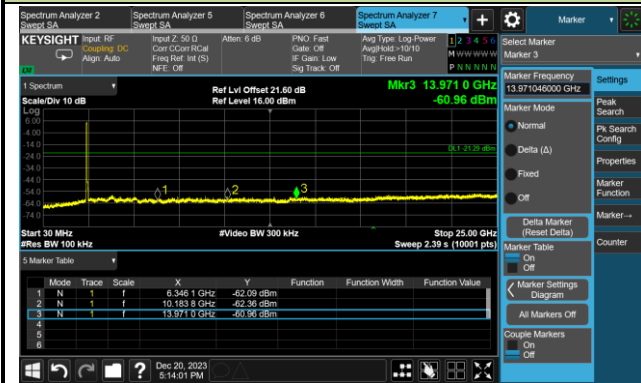 Spectrum Analyzer 2
Swept SA
Spectrum Analyzer 5
Swept SA
Spectrum Analyzer 6
Swept SA
Spectrum Analyzer 7
Swept SA
Marker
KEYSIGHT
Input: RF
Coupling: DC
Align: Auto
Input Z: 50 Ω
Corr CCorr RCal
Freq Ref: Int (S)
NFE: Off
Atten: 6 dB
PNO: Fast
Gate: Off
IF Gain: Low
Sig Track: Off
Avg Type: Log-Power
Avg|Hold:>10/10
Trig: Free Run
1 2 3 4 5 6
M W W W W W
P N N N N N
Select Marker
Marker 3
LW
1 Spectrum
Scale/Div 10 dB
Log
Ref Lvl Offset 21.60 dB
Ref Level 16.00 dBm
Mkr3 13.971 0 GHz
-60.96 dBm
6.00
-4.00
-14.0
-24.0
-34.0
-44.0
-54.0
-64.0
-74.0
DL1 -21.29 dBm
1
2
3
Start 30 MHz
#Res BW 100 kHz
#Video BW 300 kHz
Stop 25.00 GHz
Sweep 2.39 s (10001 pts)
5 Marker Table
Mode Trace Scale X Y Function Function Width Function Value
1 N 1 f 6.346 1 GHz -62.09 dBm
2 N 1 f 10.183 8 GHz -62.36 dBm
3 N 1 f 13.971 0 GHz -60.96 dBm
4
5
6
Dec 20, 2023
5:14:01 PM
Marker Frequency
13.971046000 GHz
Marker Mode
Normal
Delta (Δ)
Fixed
Off
Delta Marker
(Reset Delta)
Marker Table
On
Off
Marker Settings
Diagram
All Markers Off
Couple Markers
On
Off
Settings
Peak
Search
Pk Search
Config
Properties
Marker
Function
Marker→
Counter